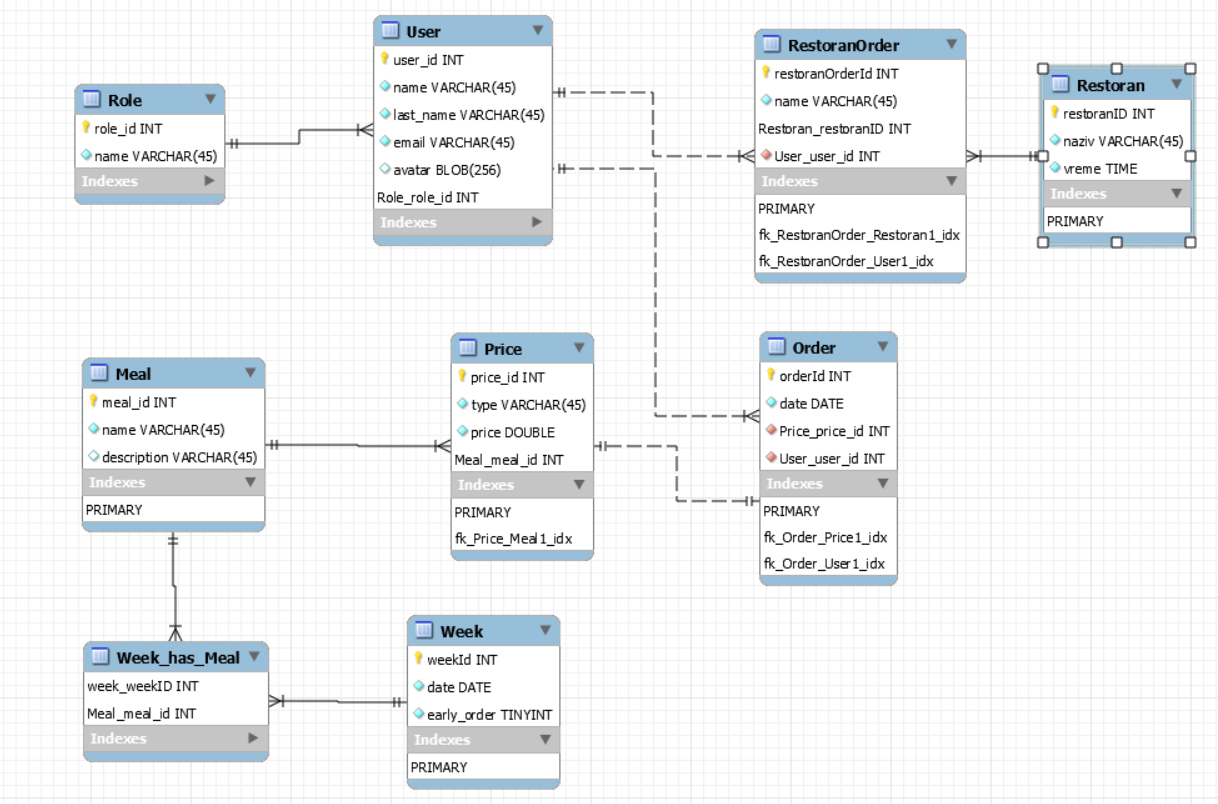 Role
role_id INT
name VARCHAR(45)
Indexes
User
user_id INT
name VARCHAR(45)
last_name VARCHAR(45)
email VARCHAR(45)
avatar BLOB(256)
Role_role_id INT
Indexes
RestoranOrder
restoranOrderId INT
name VARCHAR(45)
Restoran_restoranID INT
User_user_id INT
Indexes
PRIMARY
fk_RestoranOrder_Restoran1_idx
fk_RestoranOrder_User1_idx
Restoran
restoranID INT
naziv VARCHAR(45)
vreme TIME
Indexes
PRIMARY
Meal
meal_id INT
name VARCHAR(45)
description VARCHAR(45)
Indexes
PRIMARY
Price
price_id INT
type VARCHAR(45)
price DOUBLE
Meal_meal_id INT
Indexes
PRIMARY
fk_Price_Meal1_idx
Order
orderId INT
date DATE
Price_price_id INT
User_user_id INT
Indexes
PRIMARY
fk_Order_Price1_idx
fk_Order_User1_idx
Week_has_Meal
week_weekID INT
Meal_meal_id INT
Indexes
Week
weekId INT
date DATE
early_order TINYINT
Indexes
PRIMARY